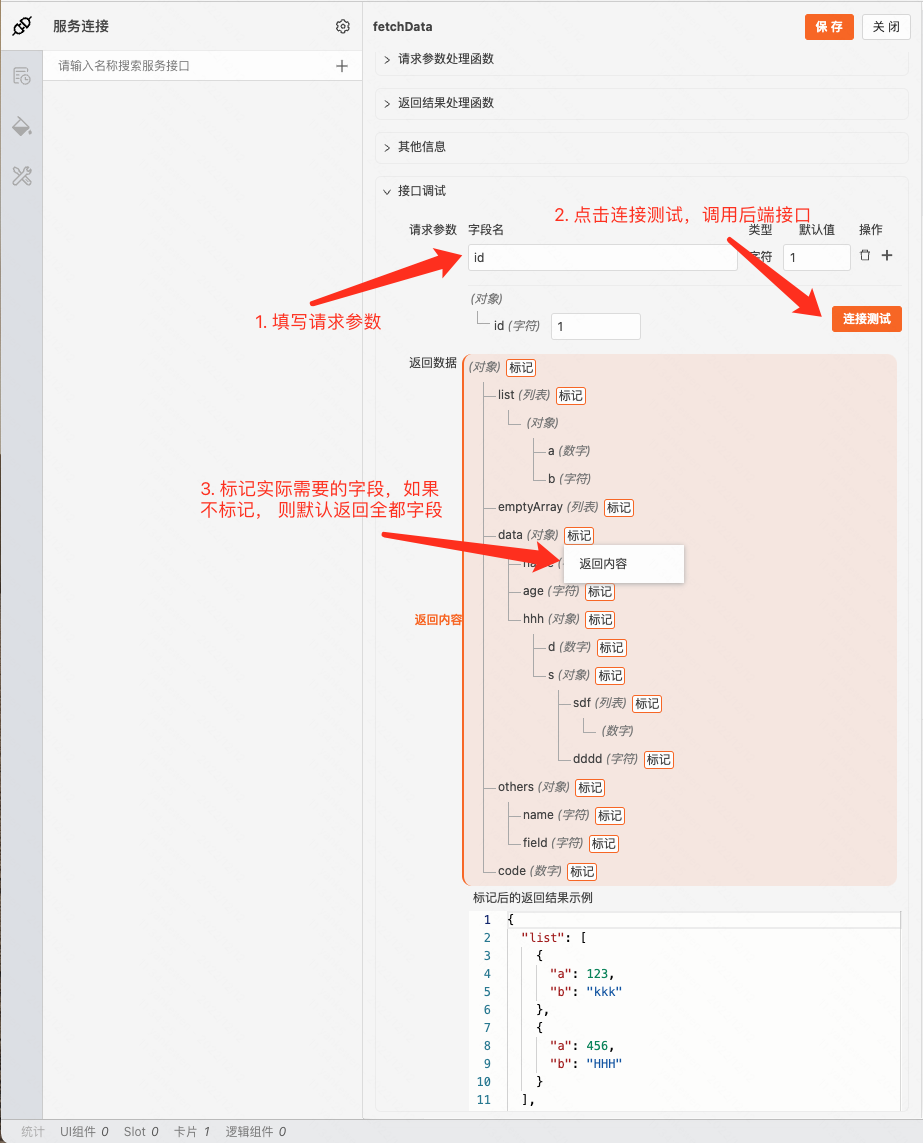 服务连接
fetchData
保 存
关 闭
请输入名称搜索服务接口
请求参数处理函数
返回结果处理函数
其他信息
接口调试
2. 点击连接测试，调用后端接口
请求参数 字段名 类型 默认值 操作
id 字符 1
(对象)
1. 填写请求参数
id (字符) 1
连接测试
返回数据 (对象) 标记
list (列表) 标记
(对象)
a (数字)
b (字符)
3. 标记实际需要的字段，如果
不标记， 则默认返回全都字段
emptyArray (列表) 标记
data (对象) 标记
返回内容
age (字符) 标记
返回内容
hhh (对象) 标记
d (数字) 标记
s (对象) 标记
sdf (列表) 标记
(数字)
dddd (字符) 标记
others (对象) 标记
name (字符) 标记
field (字符) 标记
code (数字) 标记
标记后的返回结果示例
1 {
2 "list": [
3 {
4 "a": 123,
5 "b": "kkk"
6 },
7 {
8 "a": 456,
9 "b": "HHH"
10 }
11 ],
统计 UI组件 0 Slot 0 卡片 1 逻辑组件 0